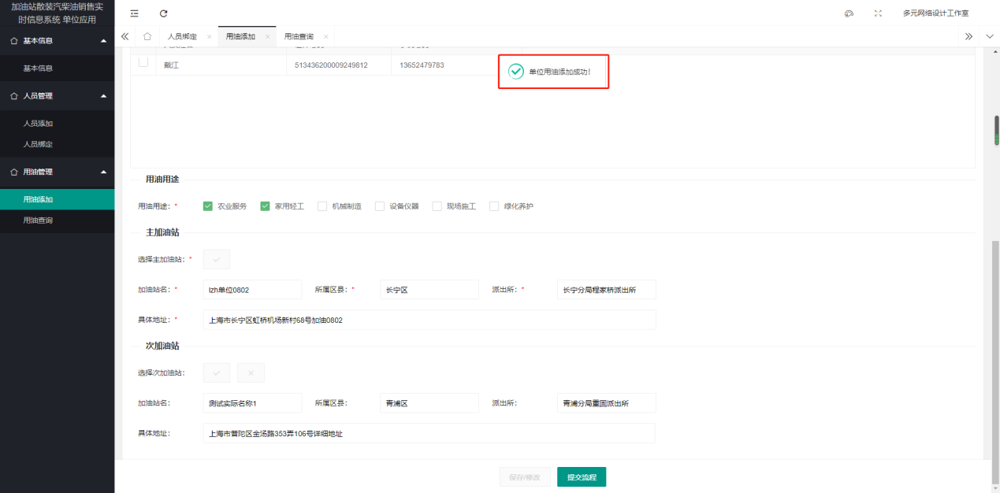 加油站散装汽柴油销售实
时信息系统 单位应用
多元网络设计工作室
基本信息
基本信息
人员管理
人员添加
人员绑定
用油管理
用油添加
用油查询
人员绑定
用油添加
用油查询
戴江 513436200009249812 13652479783
单位用油添加成功!
用油用途
用油用途: * 农业服务 家用轻工 机械制造 设备仪器 现场施工 绿化养护
主加油站
选择主加油站: *
加油站名: * lzh单位0802 所属区县: * 长宁区 派出所: * 长宁分局程家桥派出所
具体地址: * 上海市长宁区虹桥机场新村68号加油0802
次加油站
选择次加油站:
加油站名: 测试实际名称1 所属区县: 青浦区 派出所: 青浦分局重固派出所
具体地址: 上海市普陀区金汤路353弄106号详细地址
保存/修改 提交流程